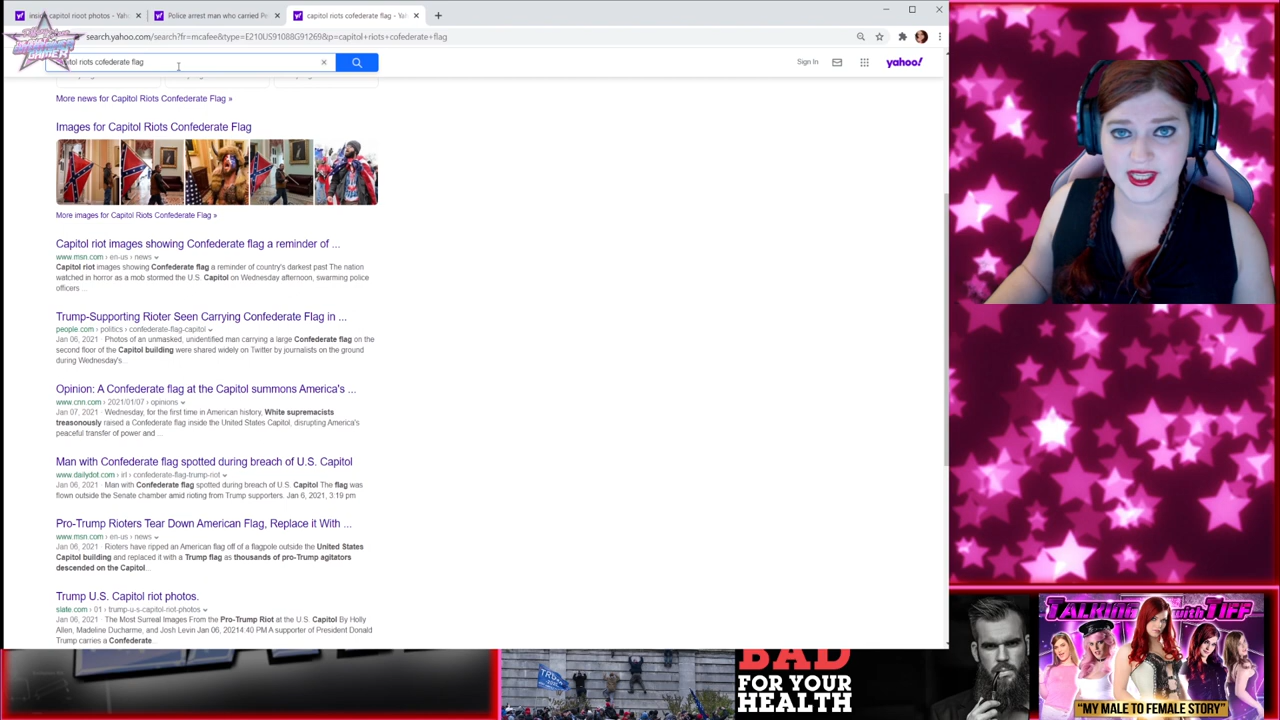 inside capitol rioot photos - Yaho
Police arrest man who carried Pe
capitol riots cofederate flag - Ya
search.yahoo.com/search?fr=mcafee&type=E210US91088G91269&p=capitol+riots+cofederate+flag
riots cofederate flag
Sign In
yahoo!
More news for Capitol Riots Confederate Flag »
Images for Capitol Riots Confederate Flag
More images for Capitol Riots Confederate Flag »
Capitol riot images showing Confederate flag a reminder of ...
www.msn.com › en-us › news
Capitol riot images showing Confederate flag a reminder of country's darkest past The nation
watched in horror as a mob stormed the U.S. Capitol on Wednesday afternoon, swarming police
officers ...
Trump-Supporting Rioter Seen Carrying Confederate Flag in ...
people.com › politics › confederate-flag-capitol
Jan 06, 2021 · Photos of an unmasked, unidentified man carrying a large Confederate flag on the
second floor of the Capitol building were shared widely on Twitter by journalists on the ground
during Wednesday's...
Opinion: A Confederate flag at the Capitol summons America's ...
www.cnn.com › 2021/01/07 › opinions
Jan 07, 2021 · Wednesday, for the first time in American history, White supremacists
treasonously raised a Confederate flag inside the United States Capitol, disrupting America's
peaceful transfer of power and ...
Man with Confederate flag spotted during breach of U.S. Capitol
www.dailydot.com › irl › confederate-flag-trump-riot
Jan 06, 2021 · Man with Confederate flag spotted during breach of U.S. Capitol The flag was
flown outside the Senate chamber amid rioting from Trump supporters. Jan 6, 2021, 3:19 pm
Pro-Trump Rioters Tear Down American Flag, Replace it With ...
www.msn.com › en-us › news
Jan 06, 2021 · Rioters have ripped an American flag off of a flagpole outside the United States
Capitol building and replaced it with a Trump flag as thousands of pro-Trump agitators
descended on the Capitol...
Trump U.S. Capitol riot photos.
slate.com › 01 › trump-u-s-capitol-riot-photos
Jan 06, 2021 · The Most Surreal Images From the Pro-Trump Riot at the U.S. Capitol By Holly
Allen, Madeline Ducharme, and Josh Levin Jan 06, 20214:40 PM A supporter of President Donald
Trump carries a Confederate...
TRUMP
BAD
FOR YOUR
HEALTH
TALKING with TIFF
"MY MALE TO FEMALE STORY"